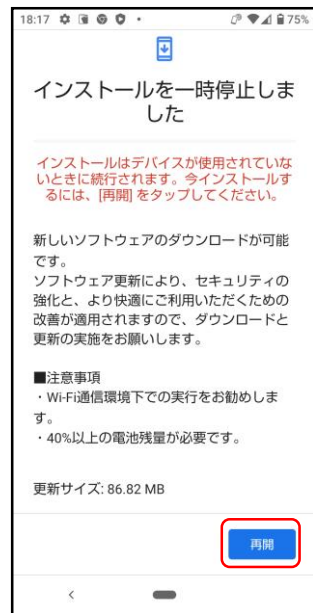 18:17
75%
インストールを一時停止しま
した
インストールはデバイスが使用されていな
いときに続行されます。今インストールす
るには、[再開] をタップしてください。
新しいソフトウェアのダウンロードが可能
です。
ソフトウェア更新により、セキュリティの
強化と、より快適にご利用いただくための
改善が適用されますので、ダウンロードと
更新の実施をお願いします。
■注意事項
・Wi-Fi通信環境下での実行をお勧めしま
す。
・40%以上の電池残量が必要です。
更新サイズ: 86.82 MB
再開